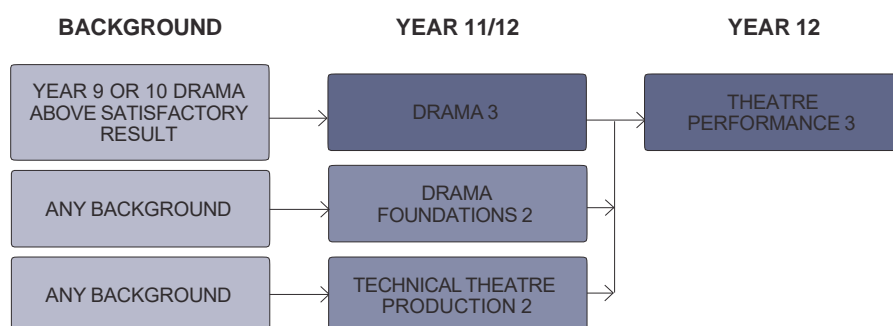 BACKGROUND
YEAR 11/12
YEAR 12
YEAR 9 OR 10 DRAMA
ABOVE SATISFACTORY
RESULT
DRAMA 3
THEATRE
PERFORMANCE 3
ANY BACKGROUND
DRAMA
FOUNDATIONS 2
ANY BACKGROUND
TECHNICAL THEATRE
PRODUCTION 2